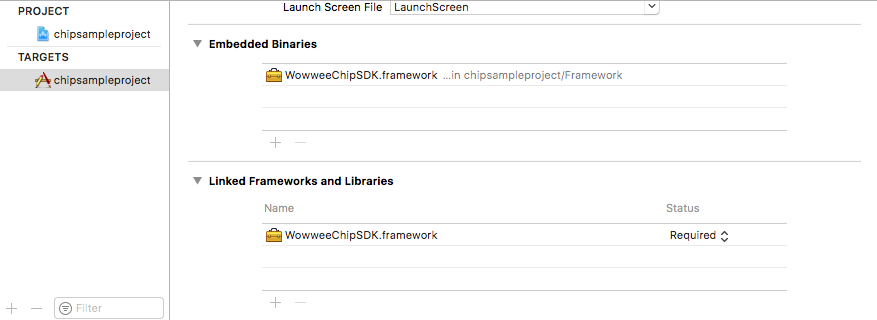 PROJECT
chipsampleproject
TARGETS
chipsampleproject
Filter
Launch Screen File LaunchScreen
Embedded Binaries
WowweeChipSDK.framework ...in chipsampleproject/Framework
Linked Frameworks and Libraries
Name Status
WowweeChipSDK.framework Required